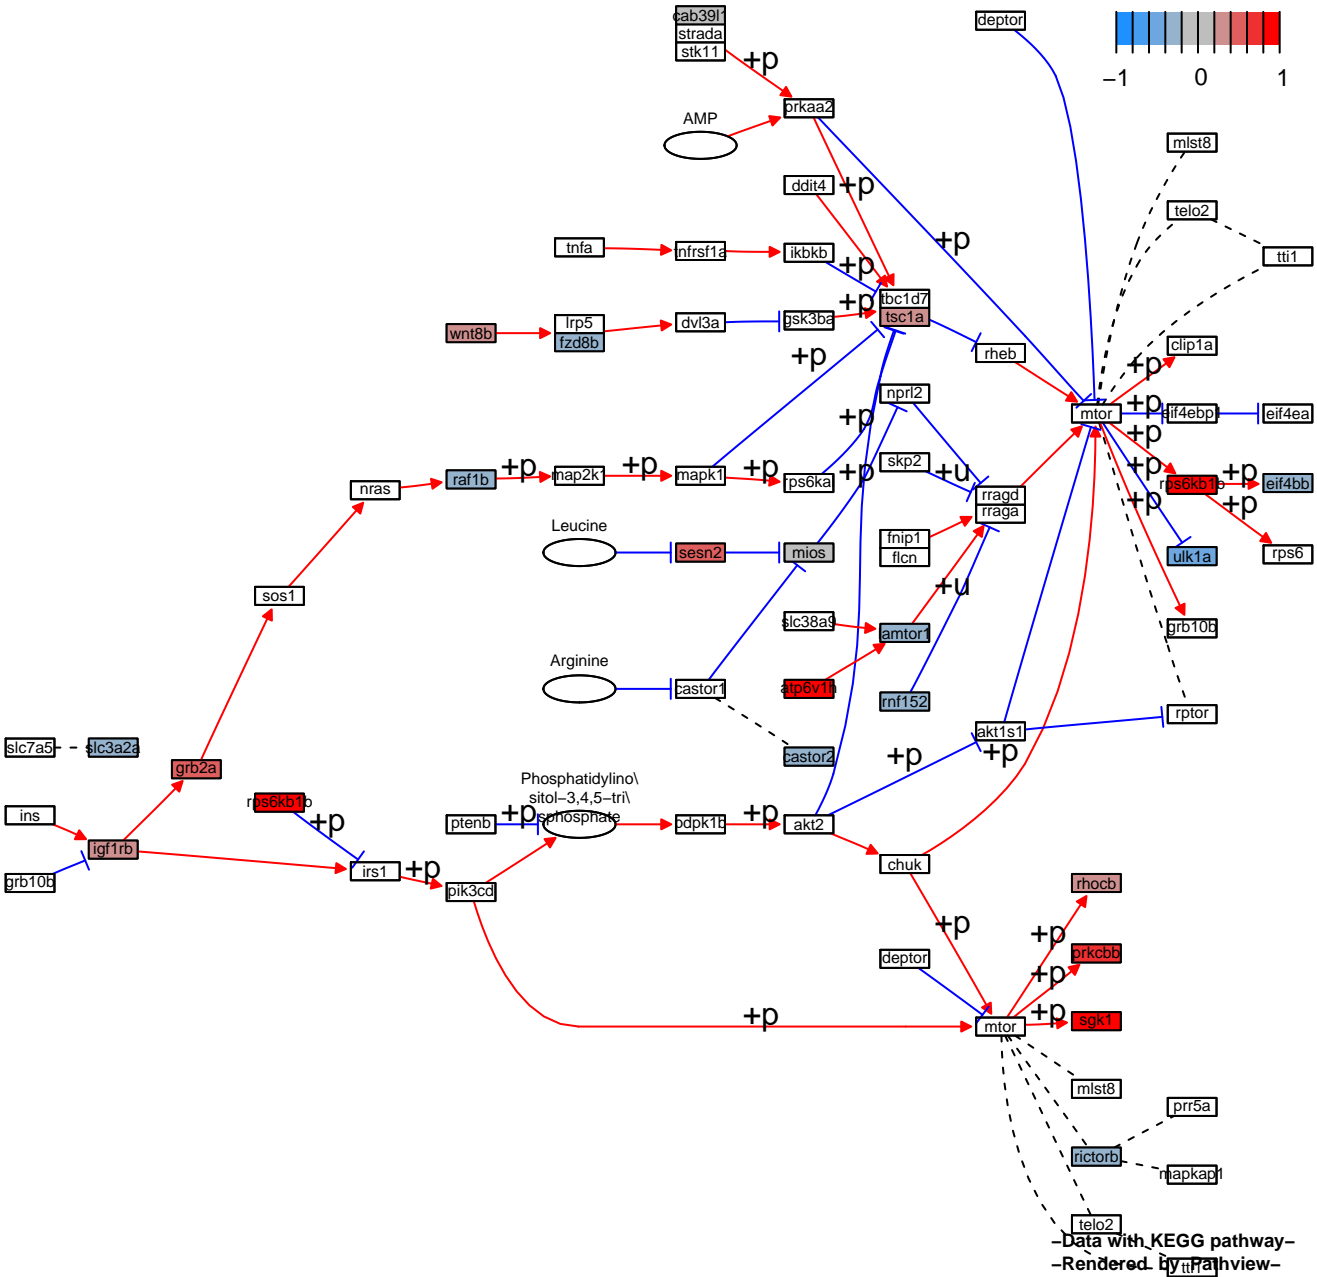 cab39l1
strada
stk11
+p
deptor
−1
0
1
prkaa2
AMP
mlst8
ddit4
+p
telo2
tnfa
tnfrsf1a
ikbkb
+p
+p
tti1
tbc1d7
tsc1a
+p
wnt8b
lrp5
fzd8b
dvl3a
gsk3ba
+p
rheb
clip1a
+p
nprl2
+p
mtor
+p
eif4ebp1
eif4ea
+p
raf1b
+p
map2k1
+p
mapk1
+p
rps6ka
+p
skp2
+u
+p
rps6kb1b
+p
eif4bb
nras
rragd
rraga
+p
+p
Leucine
sesn2
mios
fnip1
flcn
ulk1a
rps6
sos1
+u
slc38a9
amtor1
grb10b
Arginine
castor1
atp6v1h
rnf152
rptor
akt1s1
+p
slc7a5
slc3a2a
castor2
+p
grb2a
Phosphatidylino\
sitol−3,4,5−tri\
sphosphate
rps6kb1b
+p
ins
ptenb
+p
pdpk1b
+p
akt2
igf1rb
grb10b
irs1
+p
pik3cd
chuk
rhocb
+p
+p
deptor
prkcbb
+p
+p
mtor
+p
sgk1
mlst8
prr5a
rictorb
mapkap1
telo2
−Data with KEGG pathway−
−Rendered by Pathview−
tti1